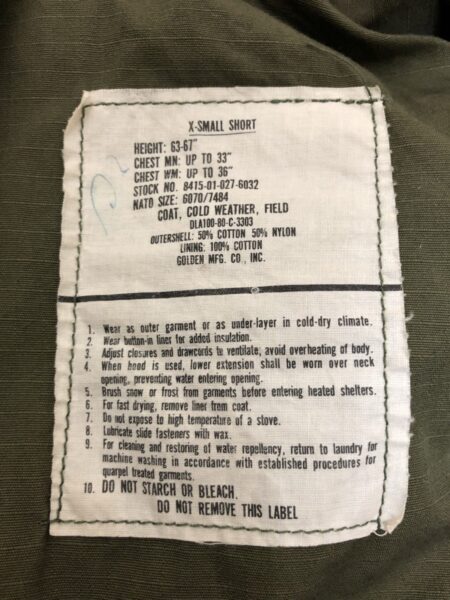 X-SMALL SHORT
HEIGHT: 63-67"
CHEST MN: UP TO 33"
CHEST WM: UP TO 36"
STOCK NO. 8415-01-027-6032
NATO SIZE: 6070/7484
COAT, COLD WEATHER, FIELD
DLA100-80-C-3303
OUTERSHELL: 50% COTTON 50% NYLON
LINING: 100% COTTON
GOLDEN MFG. CO., INC.
1. Wear as outer garment or as under-layer in cold-dry climate.
2. Wear button-in liner for added insulation.
3. Adjust closures and drawcords to ventilate, avoid overheating of body.
4. When hood is used, lower extension shall be worn over neck
opening, preventing water entering opening.
5. Brush snow or frost from garments before entering heated shelters.
6. For fast drying, remove liner from coat.
7. Do not expose to high temperature of a stove.
8. Lubricate slide fasteners with wax.
9. For cleaning and restoring of water repellency, return to laundry for
machine washing in accordance with established procedures for
quarpel treated garments.
10. DO NOT STARCH OR BLEACH.
DO NOT REMOVE THIS LABEL